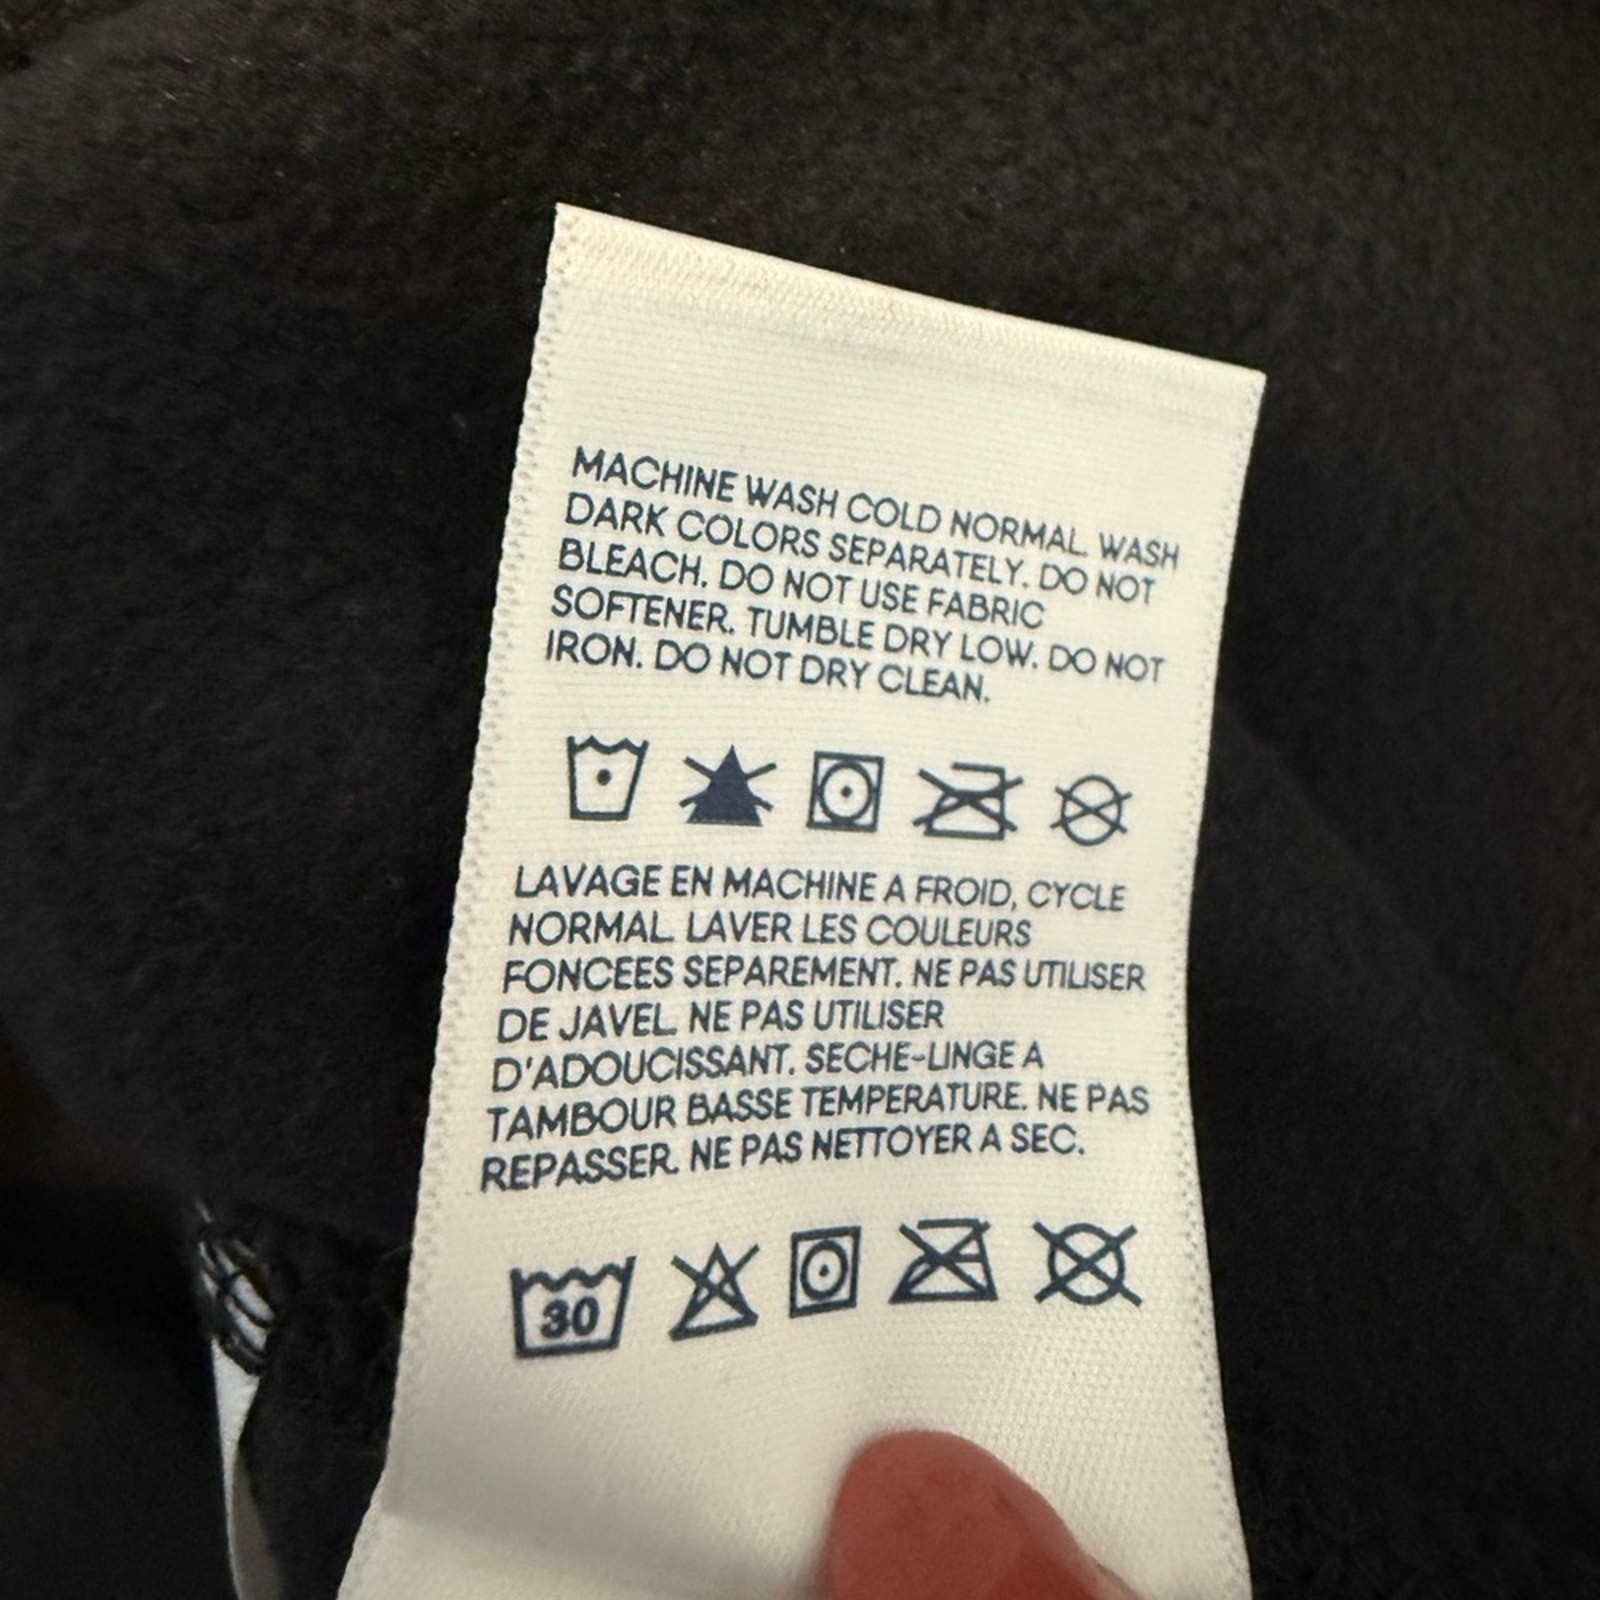 MACHINE WASH COLD NORMAL. WASH
DARK COLORS SEPARATELY. DO NOT
BLEACH. DO NOT USE FABRIC
SOFTENER. TUMBLE DRY LOW. DO NOT
IRON. DO NOT DRY CLEAN.
LAVAGE EN MACHINE A FROID, CYCLE
NORMAL. LAVER LES COULEURS
FONCEES SEPAREMENT. NE PAS UTILISER
DE JAVEL. NE PAS UTILISER
D'ADOUCISSANT. SECHE-LINGE A
TAMBOUR BASSE TEMPERATURE. NE PAS
REPASSER. NE PAS NETTOYER A SEC.
30